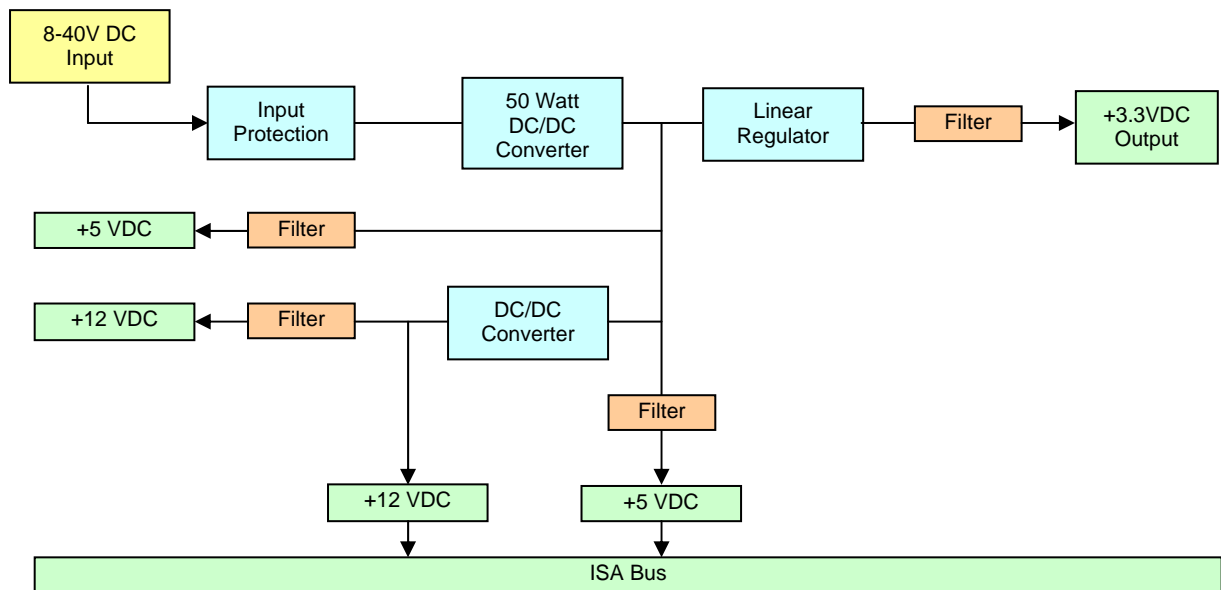 8-40V DC
Input
Input
Protection
50 Watt
DC/DC
Converter
Linear
Regulator
Filter
+3.3VDC
Output
+5 VDC
Filter
+12 VDC
Filter
DC/DC
Converter
Filter
+12 VDC
+5 VDC
ISA Bus